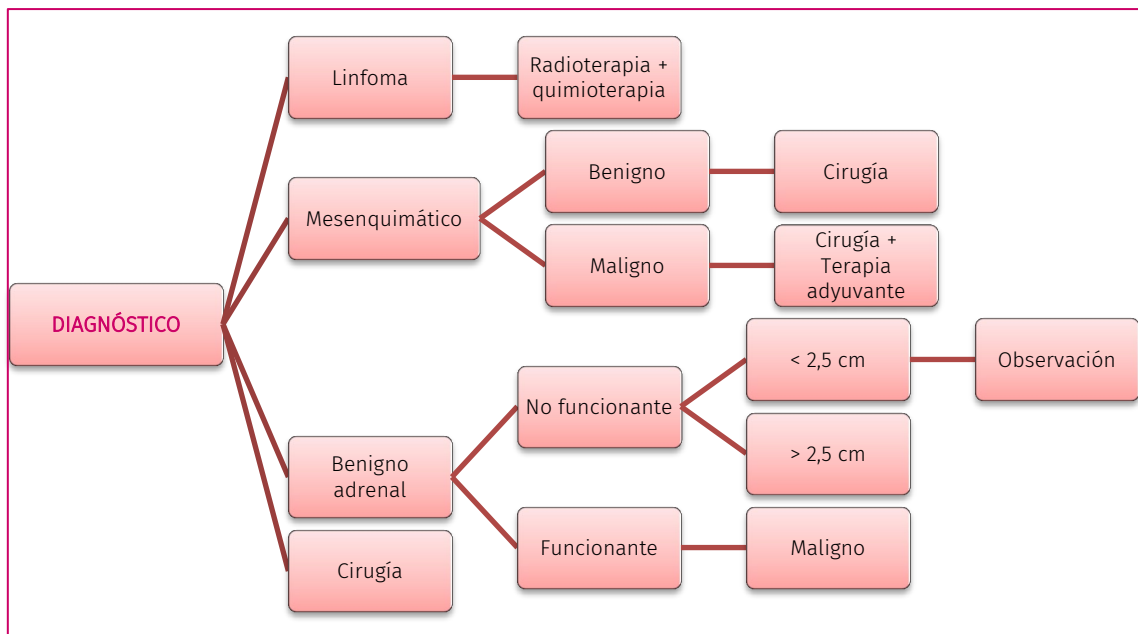 Linfoma
Radioterapia +
quimioterapia
Mesenquimático
Benigno
Cirugía
Maligno
Cirugía +
Terapia
adyuvante
DIAGNÓSTICO
Benigno
adrenal
No funcionante
< 2,5 cm
Observación
> 2,5 cm
Funcionante
Maligno
Cirugía